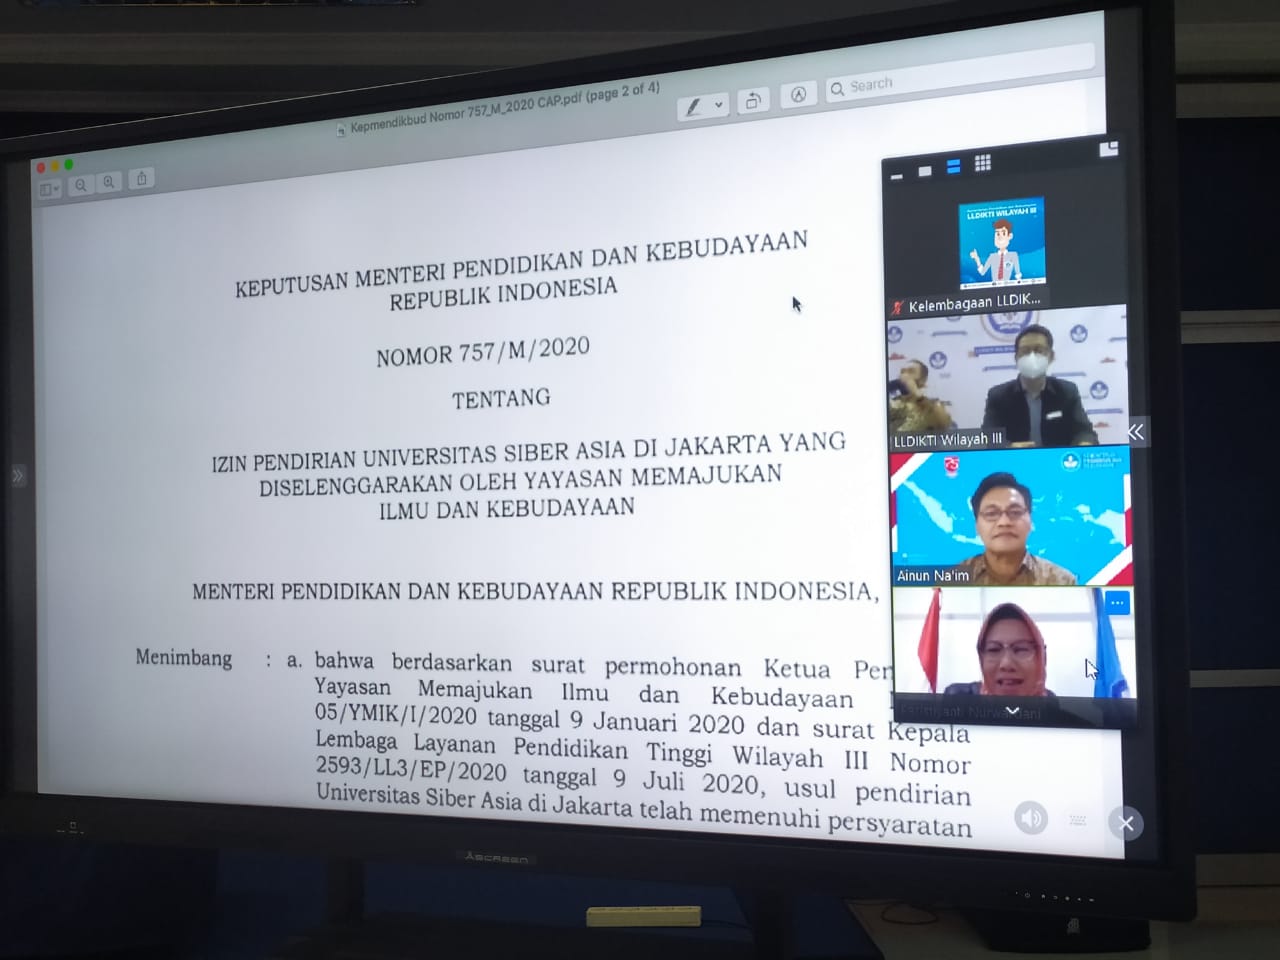 Kepmendikbud Nomor 757_M_2020 CAP.pdf (page 2 of 4)
Search
KEPUTUSAN MENTERI PENDIDIKAN DAN KEBUDAYAAN
REPUBLIK INDONESIA
NOMOR 757/M/2020
TENTANG
IZIN PENDIRIAN UNIVERSITAS SIBER ASIA DI JAKARTA YANG
DISELENGGARAKAN OLEH YAYASAN MEMAJUKAN
ILMU DAN KEBUDAYAAN
MENTERI PENDIDIKAN DAN KEBUDAYAAN REPUBLIK INDONESIA,
Menimbang : a. bahwa berdasarkan surat permohonan Ketua Pen
Yayasan Memajukan Ilmu dan Kebudayaan
05/YMIK/I/2020 tanggal 9 Januari 2020 dan surat Kepala
Lembaga Layanan Pendidikan Tinggi Wilayah III Nomor
2593/LL3/EP/2020 tanggal 9 Juli 2020, usul pendirian
Universitas Siber Asia di Jakarta telah memenuhi persyaratan
LLDIKTI WILAYAH III
Kelembagaan LLDIK...
LLDIKTI Wilayah III
Ainun Na'im
ASCREEN